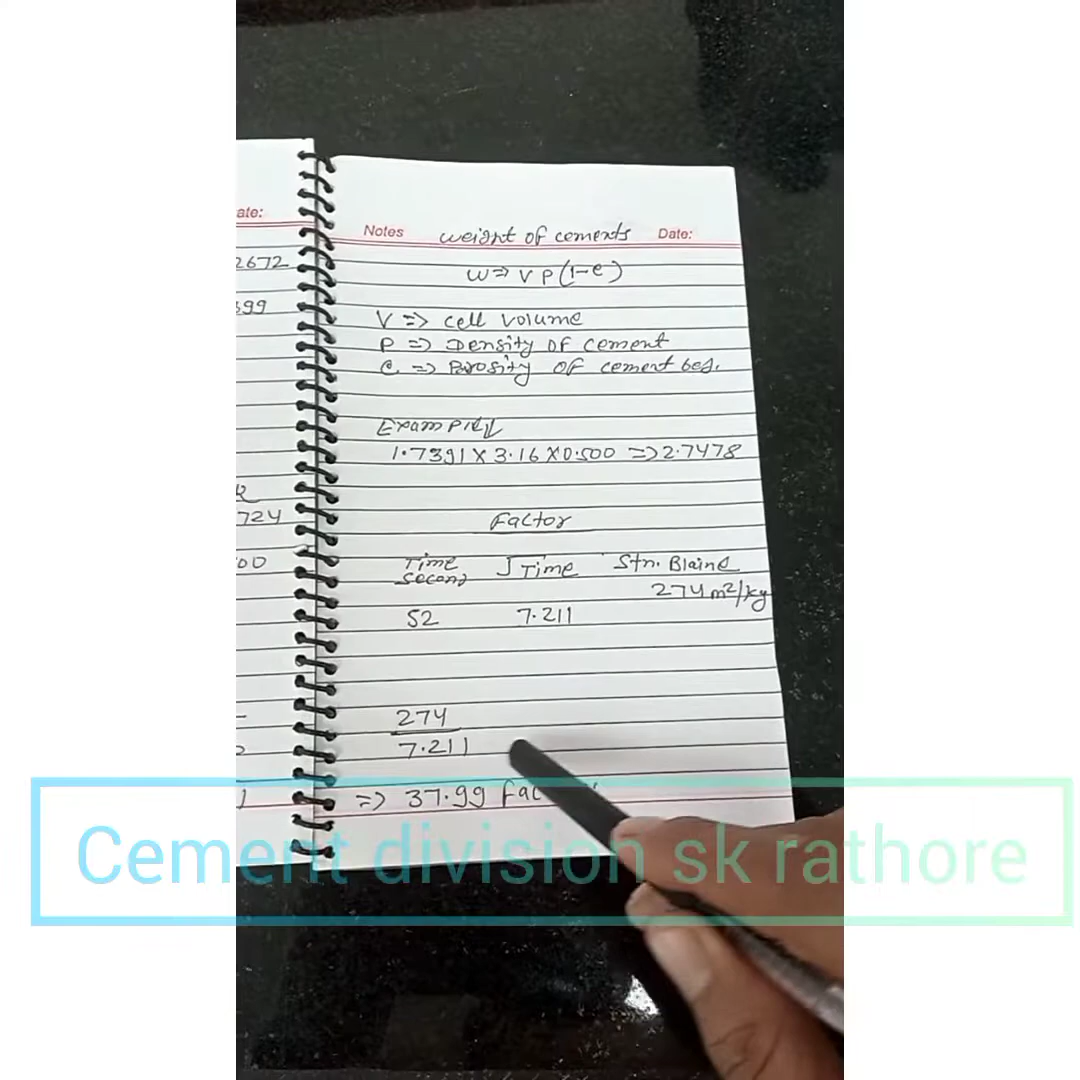 ate:
2672
399
724
00
Notes weight of cements Date:
W⇒ V P(1-e)
V ⇒ cell volume
P ⇒ Density of cement
e ⇒ Porosity of cement bed.
Example
1.7391 X 3.16 X 0.500 ⇒ 2.7478
Factor
Time second √Time Stn. Blaine
274 m2/kg
52 7.211
274
7.211
⇒ 37.99
Cement division sk rathore